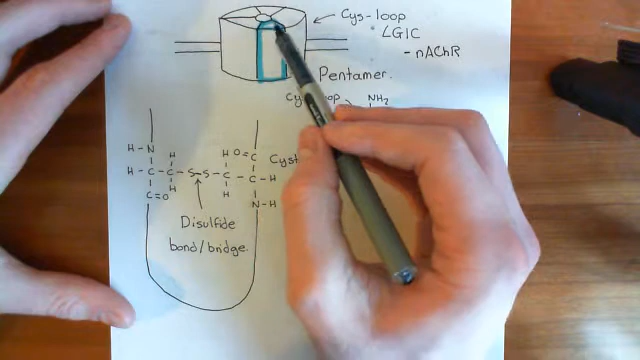 Cys-loop
LGIC
- nAChR
Pentamer.
NH₂
H-N
H
H-C-C-S-S-C-C-H
H
C=O
H O=C
H
N-H
Disulfide
bond/bridge.